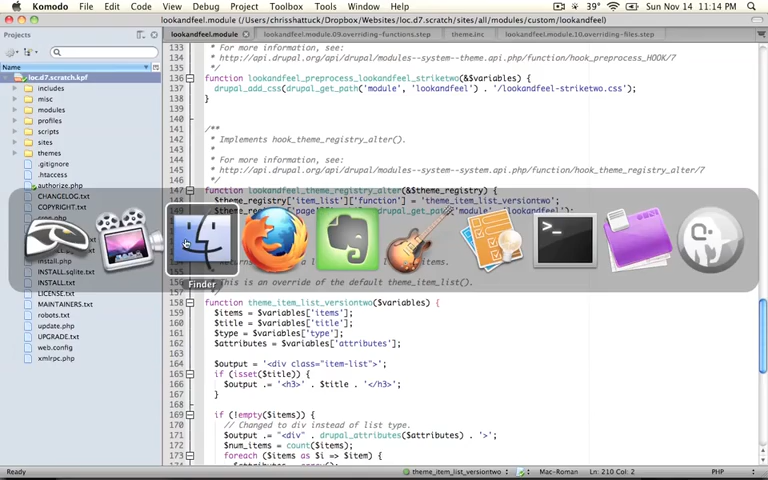 Komodo File Edit Code View Debug Project Toolbox Tools Window Help 39° Sun Nov 14 11:14 PM
lookandfeel.module (/Users/chrisshattuck/Dropbox/Websites/loc.d7.scratch/sites/all/modules/custom/lookandfeel)
Projects
lookandfeel.module
lookandfeel.module.09.overriding-functions.step
theme.inc
lookandfeel.module.10.overriding-files.step
Name
loc.d7.scratch.kpf
includes
misc
modules
profiles
scripts
sites
themes
.gitignore
.htaccess
authorize.php
CHANGELOG.txt
COPYRIGHT.txt
cron.php
install.php
INSTALL.sqlite.txt
INSTALL.txt
LICENSE.txt
MAINTAINERS.txt
robots.txt
update.php
UPGRADE.txt
web.config
xmlrpc.php
133 * For more information, see:
134 * http://api.drupal.org/api/drupal/modules--system--theme.api.php/function/hook_preprocess_HOOK/7
135 */
136 function lookandfeel_preprocess_lookandfeel_striketwo(&$variables) {
137 drupal_add_css(drupal_get_path('module', 'lookandfeel') . '/lookandfeel-striketwo.css');
138 }
139
140
141 /**
142 * Implements hook_theme_registry_alter().
143 *
144 * For more information, see:
145 * http://api.drupal.org/api/drupal/modules--system--system.api.php/function/hook_theme_registry_alter/7
146 */
147 function lookandfeel_theme_registry_alter(&$theme_registry) {
148 $theme_registry['item_list']['function'] = 'theme_item_list_versiontwo';
Finder
This is an override of the default theme_item_list().
158 function theme_item_list_versiontwo($variables) {
159 $items = $variables['items'];
160 $title = $variables['title'];
161 $type = $variables['type'];
162 $attributes = $variables['attributes'];
163
164 $output = '<div class="item-list">';
165 if (isset($title)) {
166 $output .= '<h3>' . $title . '</h3>';
167 }
168
169 if (!empty($items)) {
170 // Changed to div instead of list type.
171 $output .= "<div" . drupal_attributes($attributes) . '>';
172 $num_items = count($items);
173 foreach ($items as $i => $item) {
Ready
theme_item_list_versiontwo
Mac-Roman
Ln: 210 Col: 2
PHP